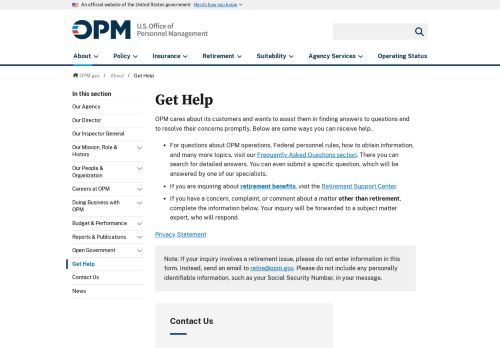 An official website of the United States government Here's how you know
OPM U.S. Office of
Personnel Management
About Policy Insurance Retirement Suitability Agency Services Operating Status
OPM.gov / About / Get Help
In this section
Our Agency
Our Director
Our Inspector General
Our Mission, Role &
History
Our People &
Organization
Careers at OPM
Doing Business with
OPM
Budget & Performance
Reports & Publications
Open Government
Get Help
Contact Us
News
Get Help
OPM cares about its customers and wants to assist them in finding answers to questions and
to resolve their concerns promptly. Below are some ways you can receive help.
• For questions about OPM operations, Federal personnel rules, how to obtain information,
and many more topics, visit our Frequently Asked Questions section. There you can
search for detailed answers. You can even submit a specific question, which will be
answered by one of our specialists.
• If you are inquiring about retirement benefits, visit the Retirement Support Center.
• If you have a concern, complaint, or comment about a matter other than retirement,
complete the information below. Your inquiry will be forwarded to a subject matter
expert, who will respond.
Privacy Statement
Note: If your inquiry involves a retirement issue, please do not enter information in this
form. Instead, send an email to retire@opm.gov. Please do not include any personally
identifiable information, such as your Social Security Number, in your message.
Contact Us